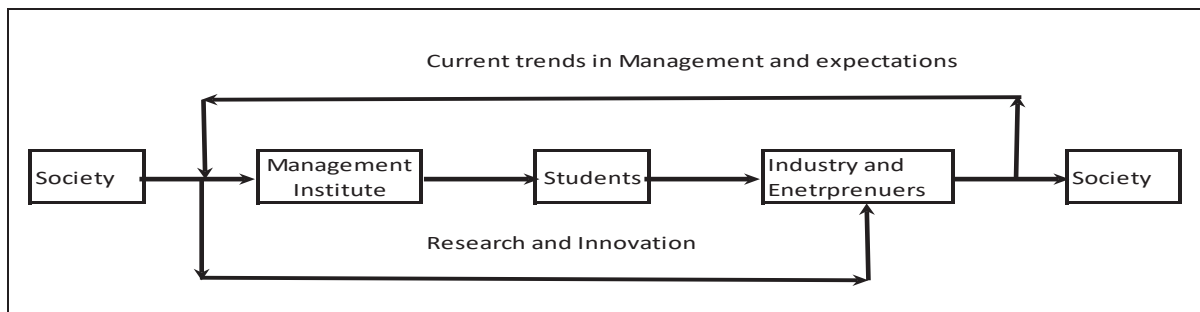 Current trends in Management and expectations
Society
Management
Institute
Students
Industry and
Enetrprenuers
Society
Research and Innovation